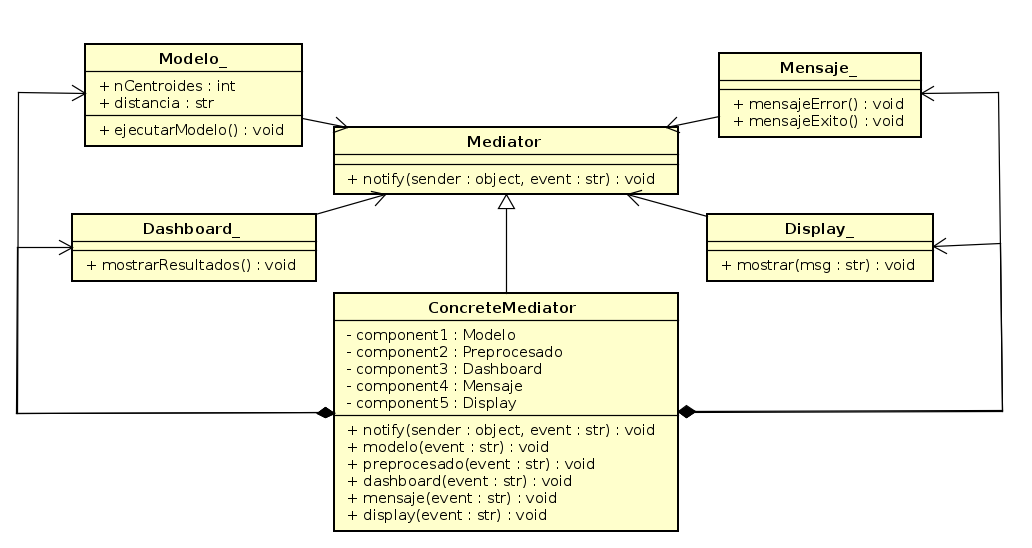 Modelo_
+ nCentroides : int
+ distancia : str
+ ejecutarModelo() : void
Mensaje_
+ mensajeError() : void
+ mensajeExito() : void
Mediator
+ notify(sender : object, event : str) : void
Dashboard_
+ mostrarResultados() : void
Display_
+ mostrar(msg : str) : void
ConcreteMediator
- component1 : Modelo
- component2 : Preprocesado
- component3 : Dashboard
- component4 : Mensaje
- component5 : Display
+ notify(sender : object, event : str) : void
+ modelo(event : str) : void
+ preprocesado(event : str) : void
+ dashboard(event : str) : void
+ mensaje(event : str) : void
+ display(event : str) : void